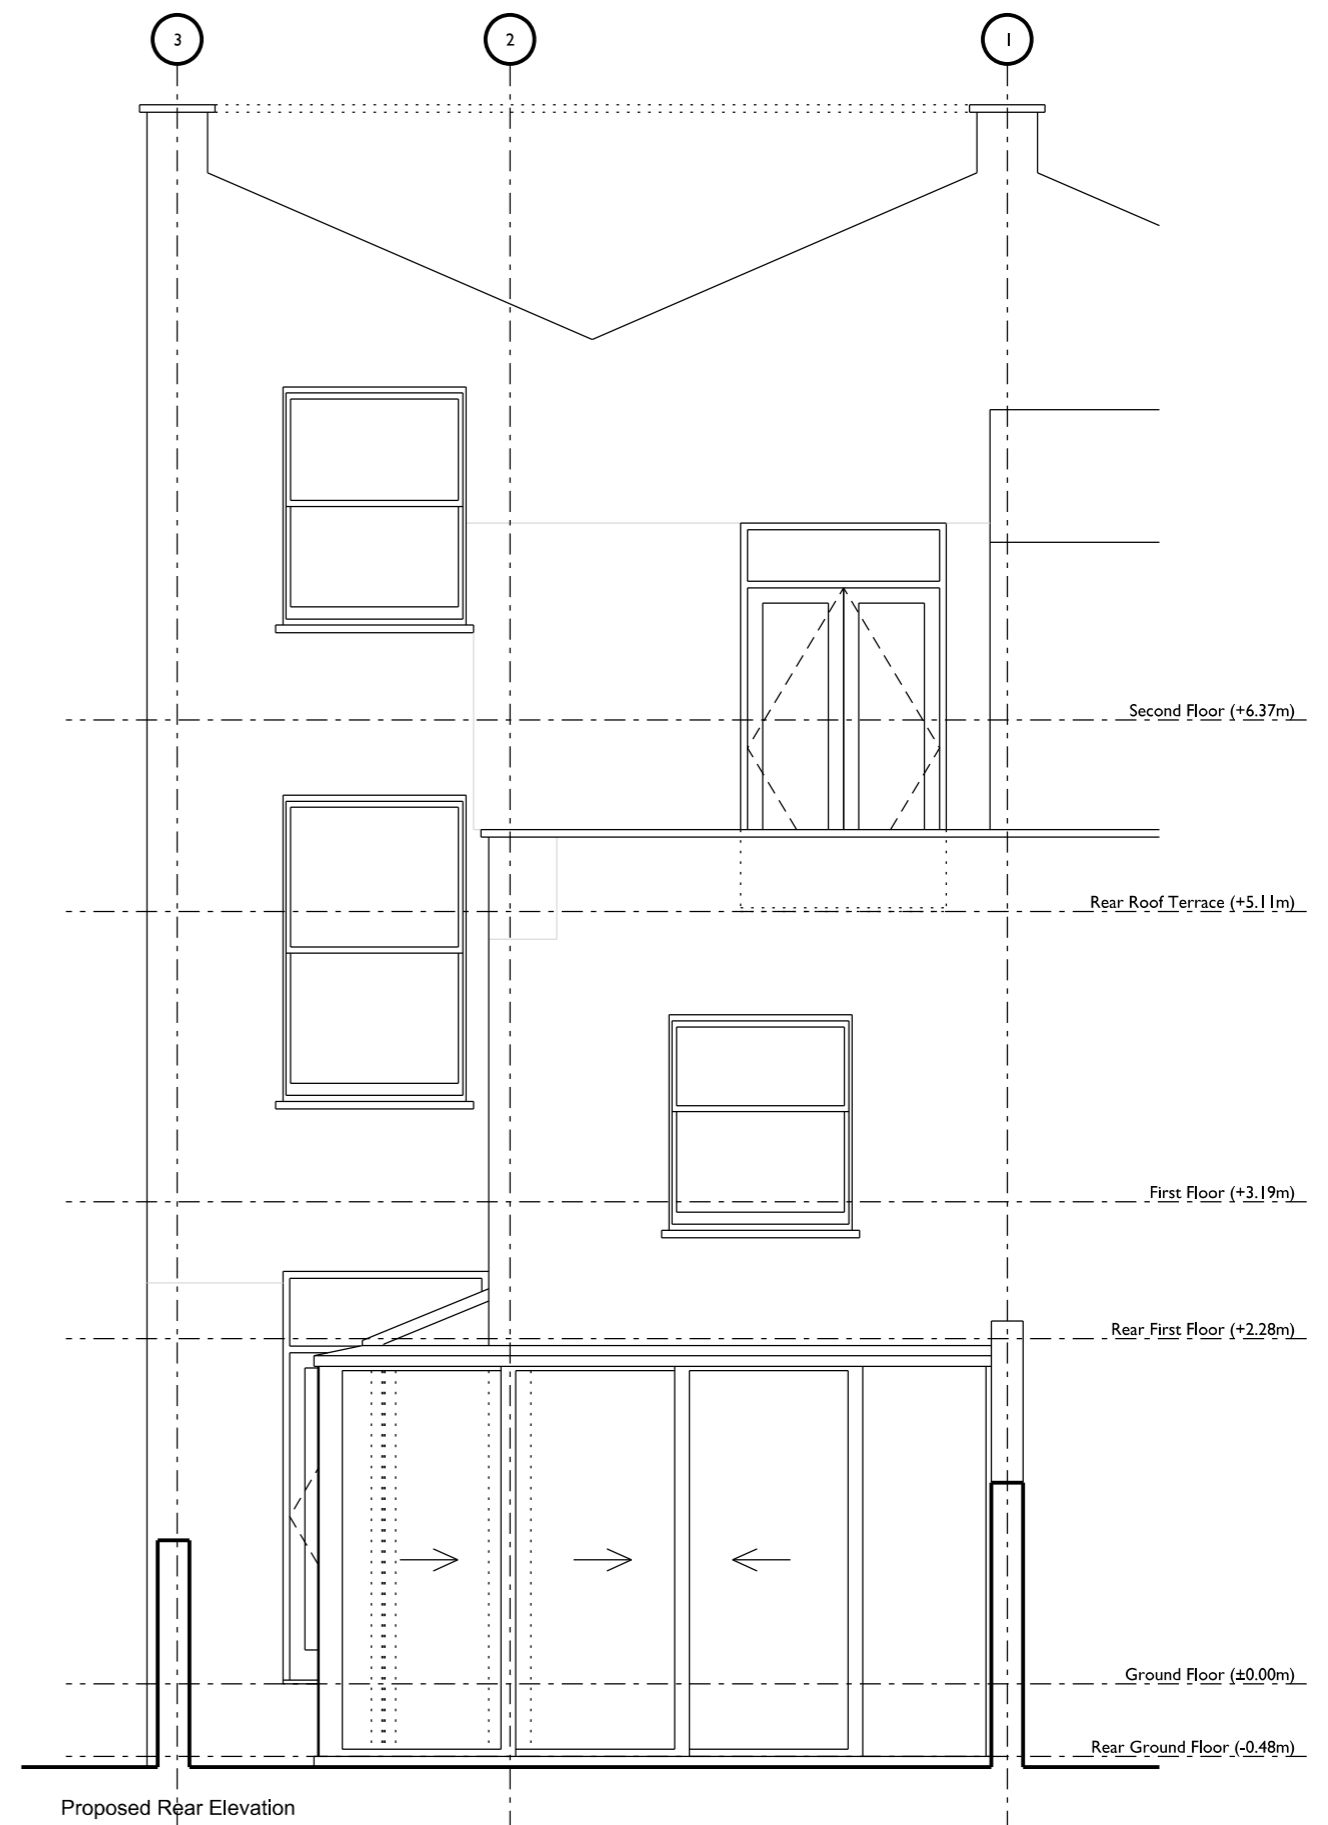 3 2 1
Second Floor (+6.37m)
Rear Roof Terrace (+5.11m)
First Floor (+3.19m)
Rear First Floor (+2.28m)
Ground Floor (±0.00m)
Rear Ground Floor (-0.48m)
Proposed Rear Elevation